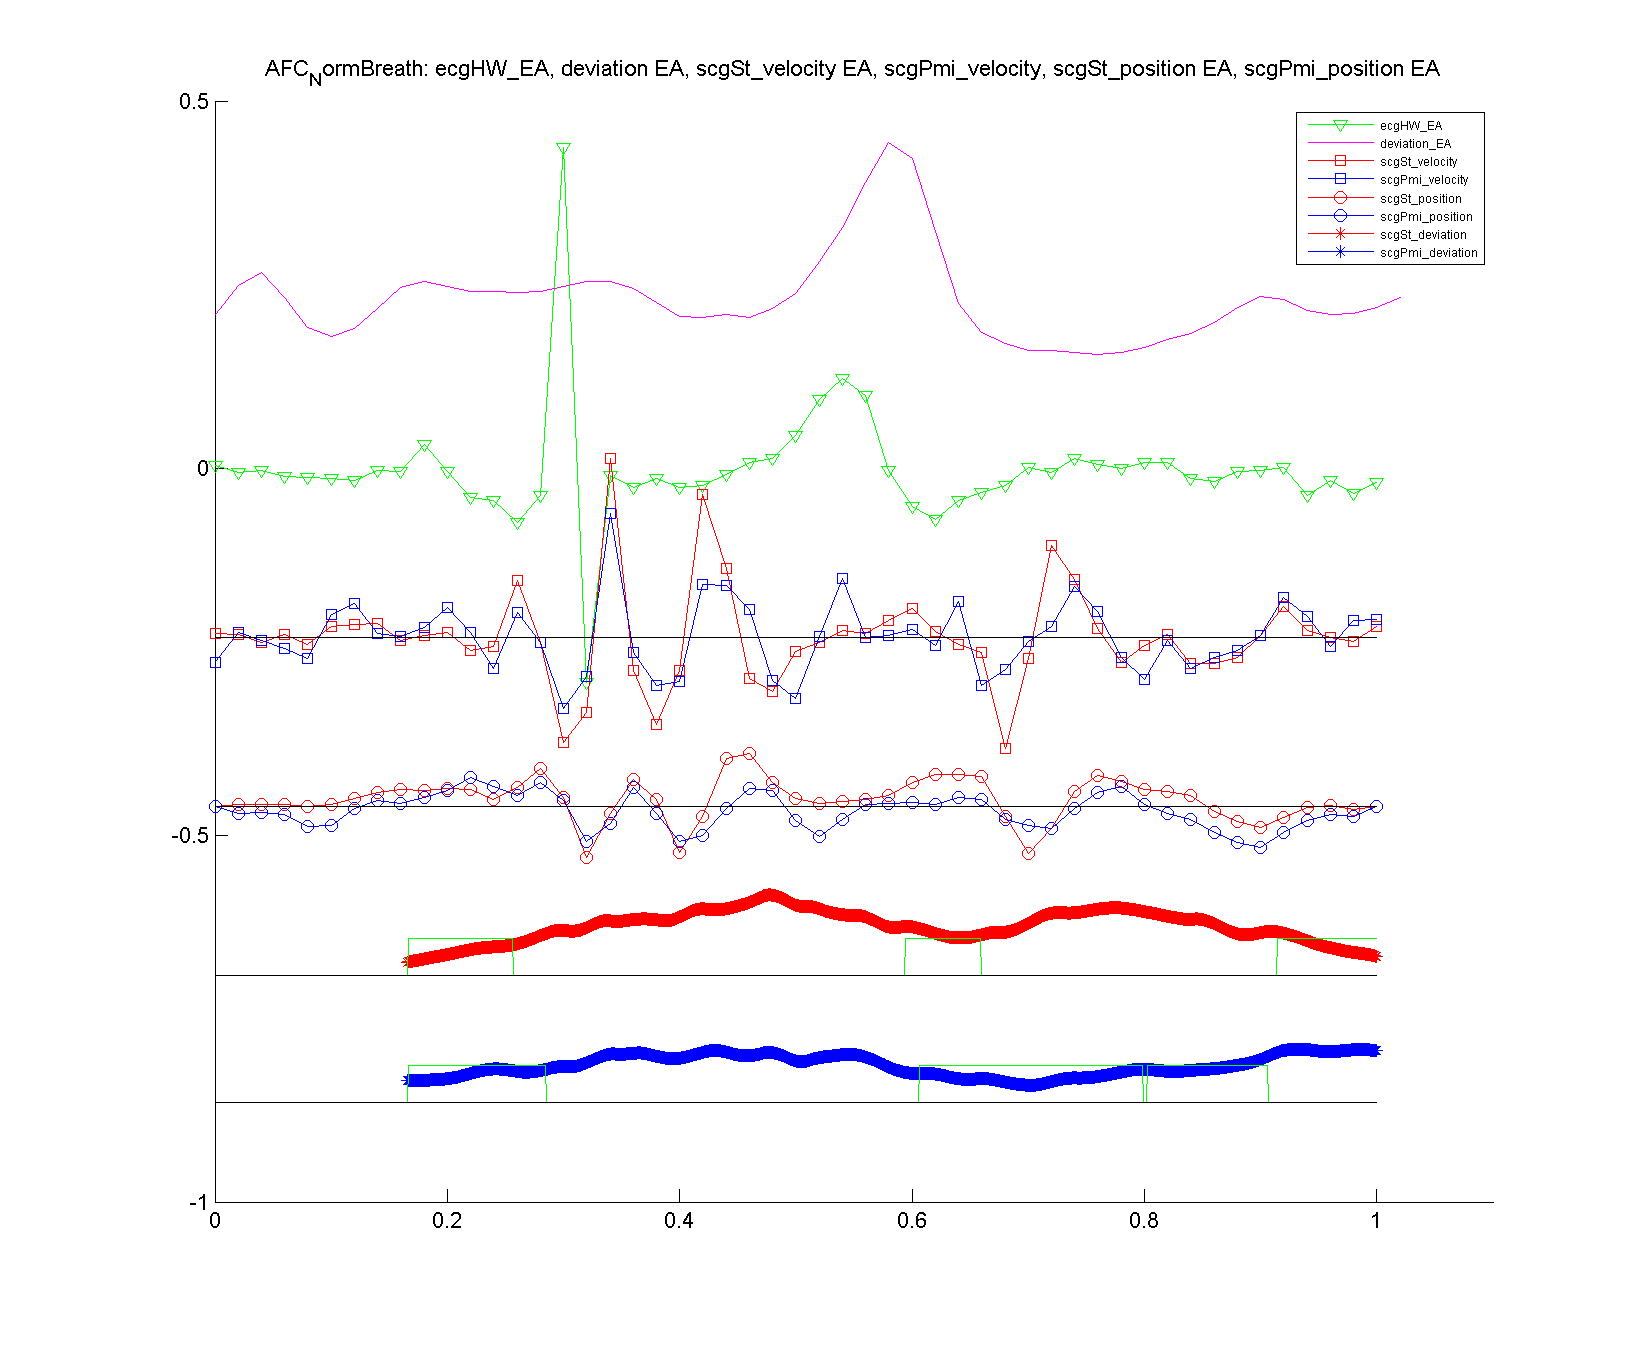 AFC_NormBreath: ecgHW_EA, deviation EA, scgSt_velocity EA, scgPmi_velocity, scgSt_position EA, scgPmi_position EA
0.5
ecgHW_EA
deviation_EA
scgSt_velocity
scgPmi_velocity
scgSt_position
scgPmi_position
scgSt_deviation
scgPmi_deviation
0
-0.5
-1
0 0.2 0.4 0.6 0.8 1